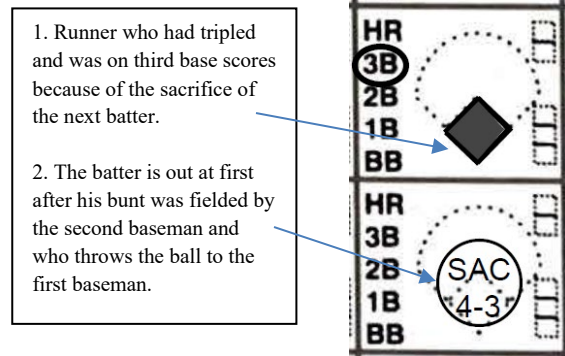 1. Runner who had tripled
and was on third base scores
because of the sacrifice of
the next batter.
2. The batter is out at first
after his bunt was fielded by
the second baseman and
who throws the ball to the
first baseman.
HR
3B
2B
1B
BB
HR
3B
2B
1B
BB
SAC
4-3